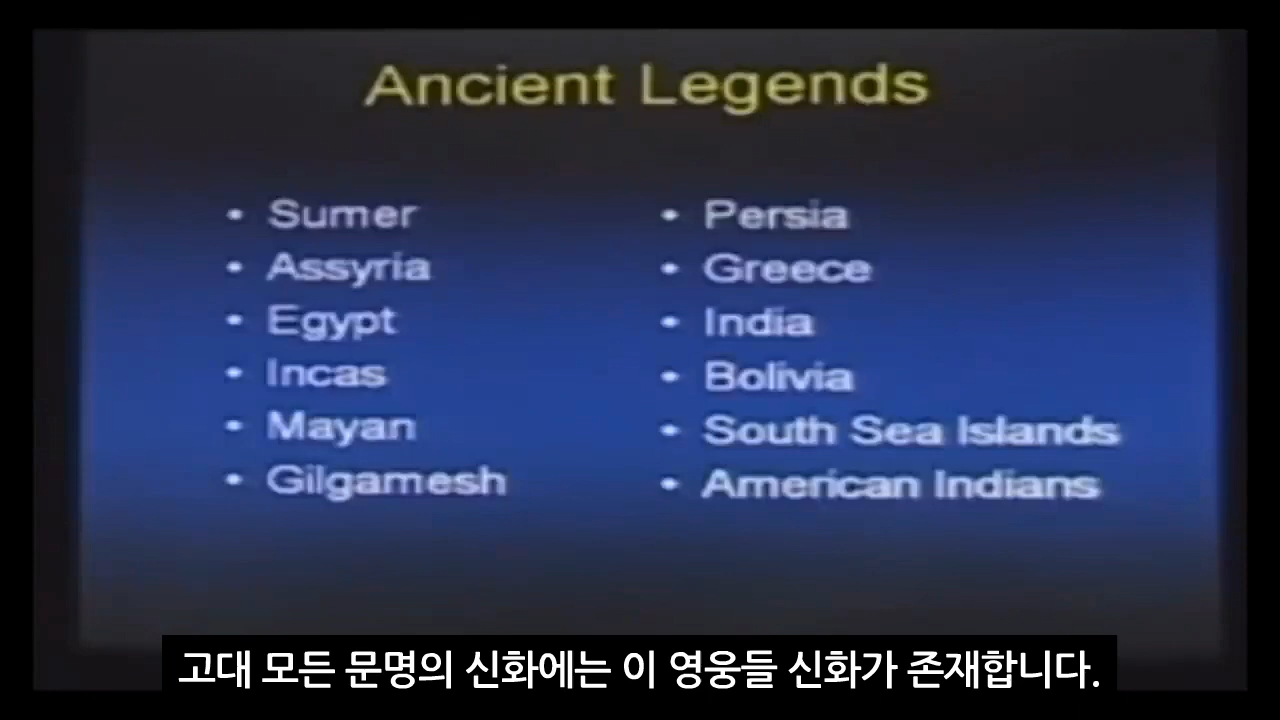 Ancient Legends
• Sumer
• Assyria
• Egypt
• Incas
• Mayan
• Gilgamesh
• Persia
• Greece
• India
• Bolivia
• South Sea Islands
• American Indians
고대 모든 문명의 신화에는 이 영웅들 신화가 존재합니다.